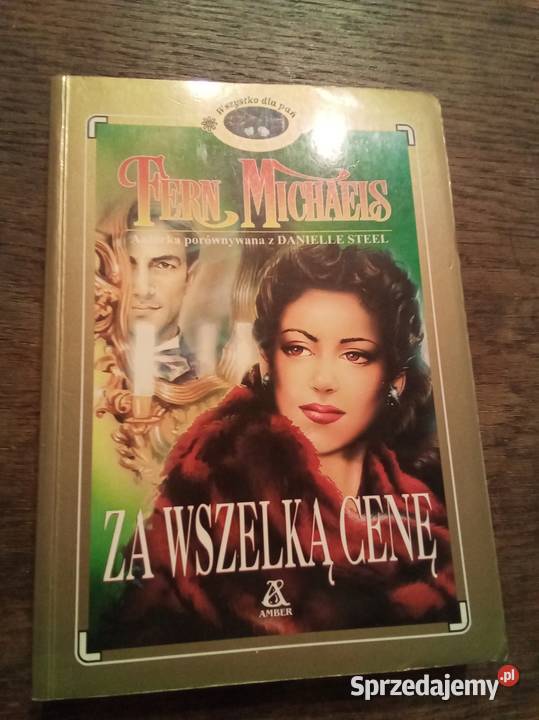 Wszystko dla pań
FERN MICHAELS
Autorka porównywana z DANIELLE STEEL
ZA WSZELKĄ CENĘ
AMBER
Sprzedajemy.pl